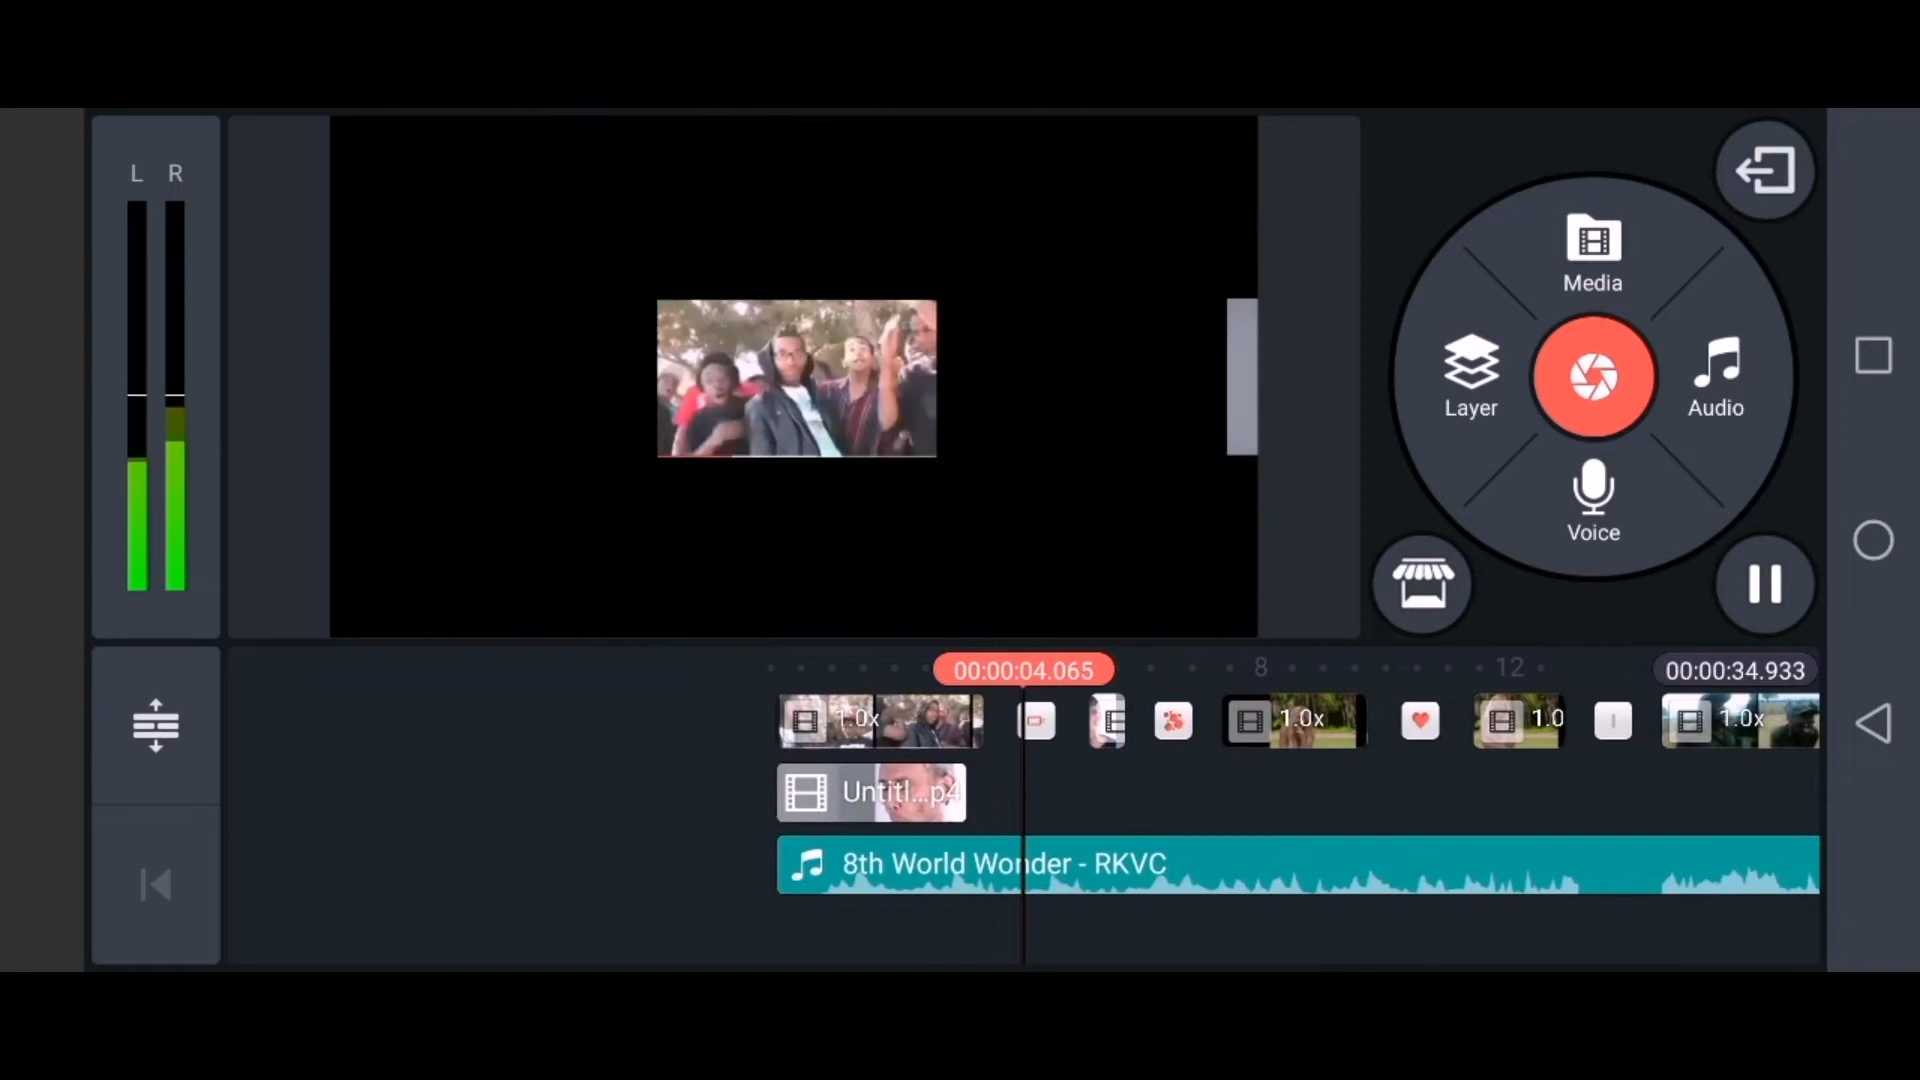 L R
Media
Layer
Audio
Voice
00:00:04.065
8
12
00:00:34.933
1.0x
1.0x
1.0
1.0x
Untitl...p4
8th World Wonder - RKVC